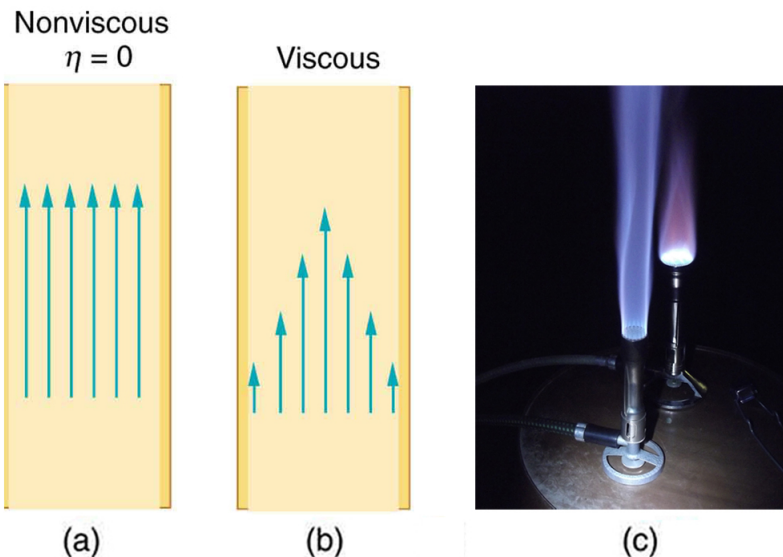 Nonviscous
η = 0
Viscous
(a)
(b)
(c)